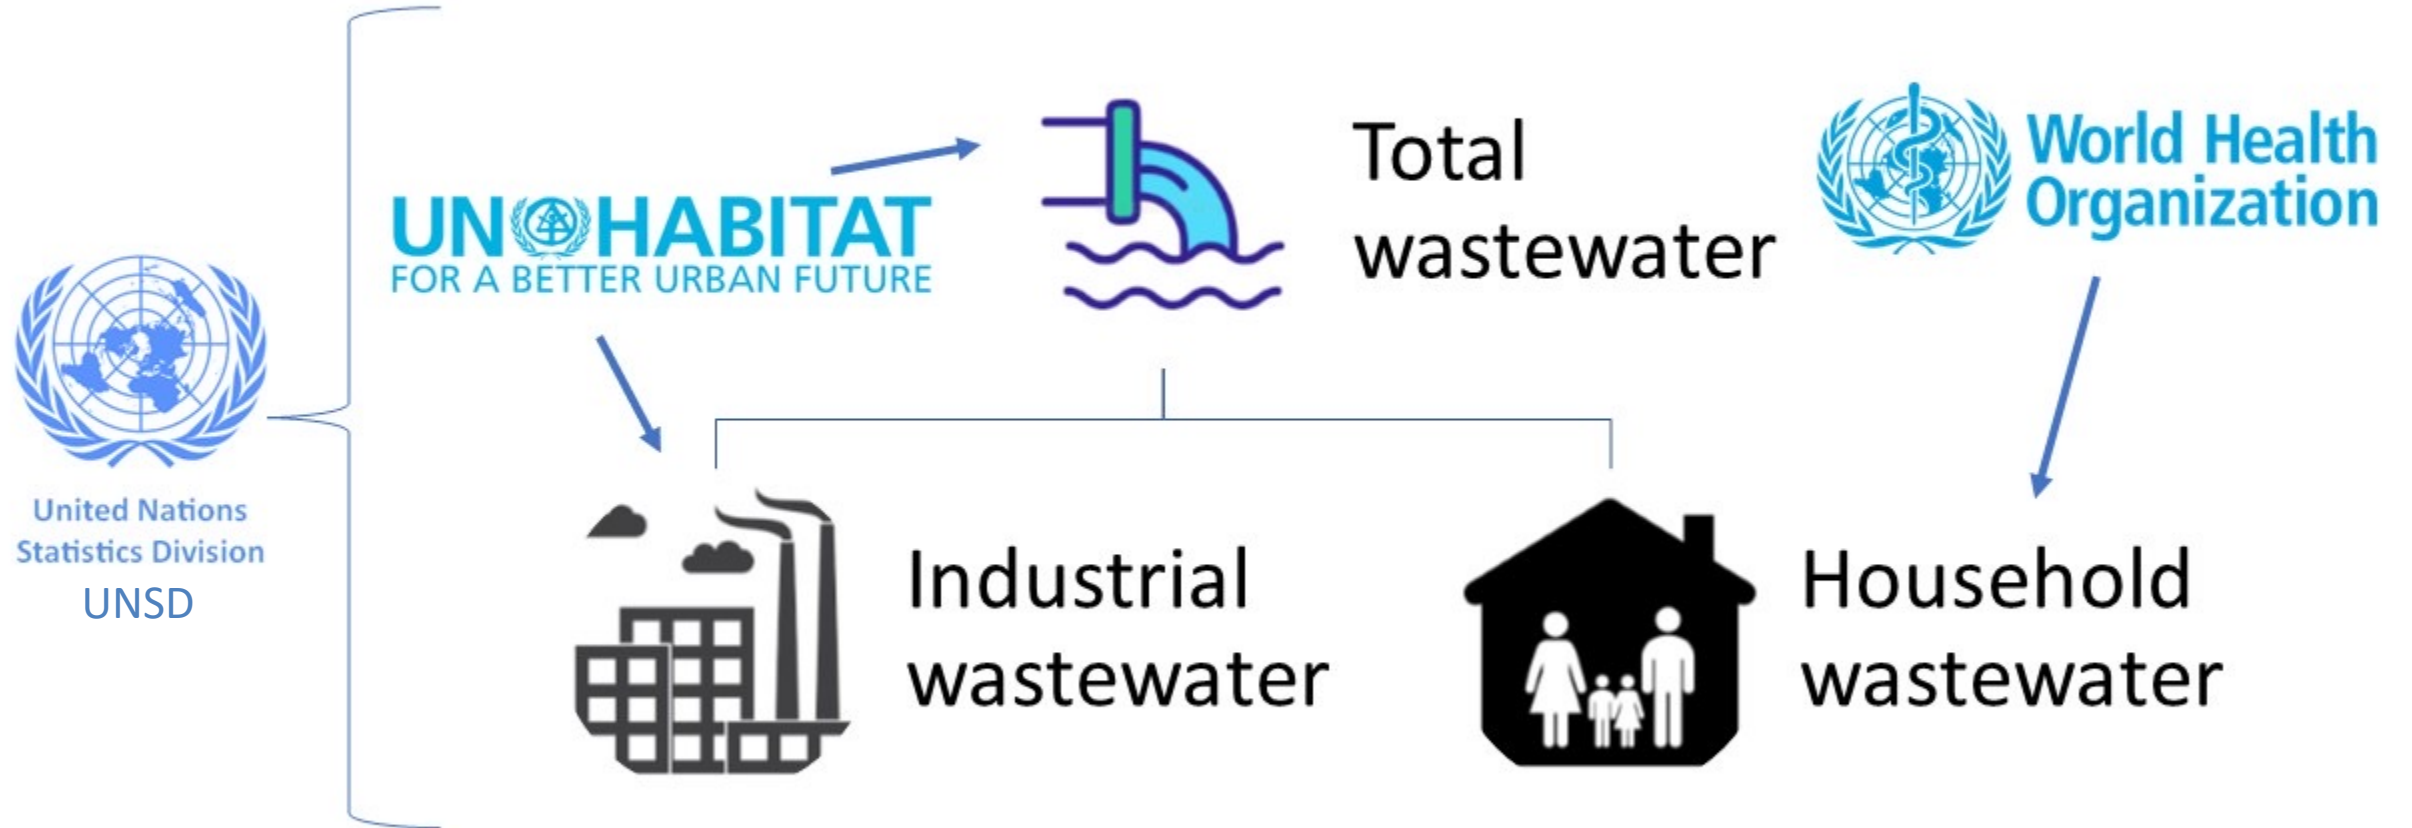 United Nations
Statistics Division
UNSD
UN HABITAT
FOR A BETTER URBAN FUTURE
Total
wastewater
World Health
Organization
Industrial
wastewater
Household
wastewater